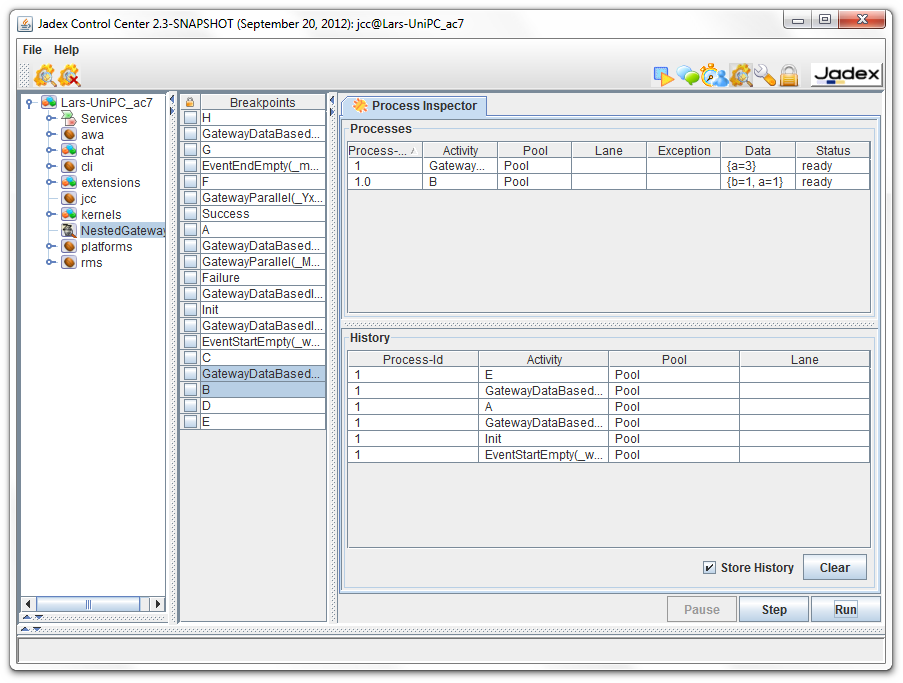 Jadex Control Center 2.3-SNAPSHOT (September 20, 2012): jcc@Lars-UniPC_ac7
File Help
Jadex
Lars-UniPC_ac7
Services
awa
chat
cli
extensions
jcc
kernels
NestedGateway
platforms
rms
Breakpoints
H
GatewayDataBased...
G
EventEndEmpty(_m...
F
GatewayParallel(_Yx...
Success
A
GatewayDataBased...
GatewayParallel(_M...
Failure
GatewayDataBasedI...
Init
GatewayDataBasedI...
EventStartEmpty(_w...
C
GatewayDataBased...
B
D
E
Process Inspector
Processes
Process-... Activity Pool Lane Exception Data Status
1 Gateway... Pool {a=3} ready
1.0 B Pool {b=1, a=1} ready
History
Process-Id Activity Pool Lane
1 E Pool
1 GatewayDataBased... Pool
1 A Pool
1 GatewayDataBased... Pool
1 Init Pool
1 EventStartEmpty(_w... Pool
Store History Clear
Pause Step Run